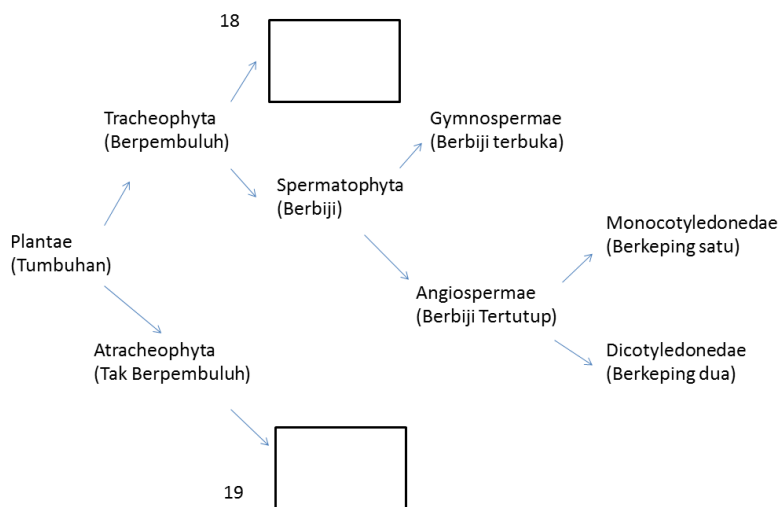 18
Tracheophyta
(Berpembuluh)
Gymnospermae
(Berbiji terbuka)
Spermatophyta
(Berbiji)
Plantae
(Tumbuhan)
Monocotyledonedae
(Berkeping satu)
Angiospermae
(Berbiji Tertutup)
Atracheophyta
(Tak Berpembuluh)
Dicotyledonedae
(Berkeping dua)
19